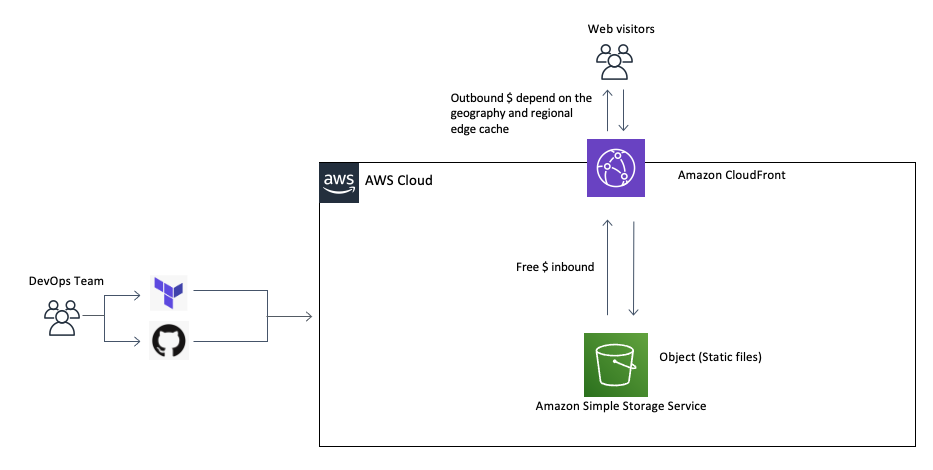 Web visitors
Outbound $ depend on the
geography and regional
edge cache
aws
AWS Cloud
Amazon CloudFront
Free $ inbound
DevOps Team
Object (Static files)
Amazon Simple Storage Service